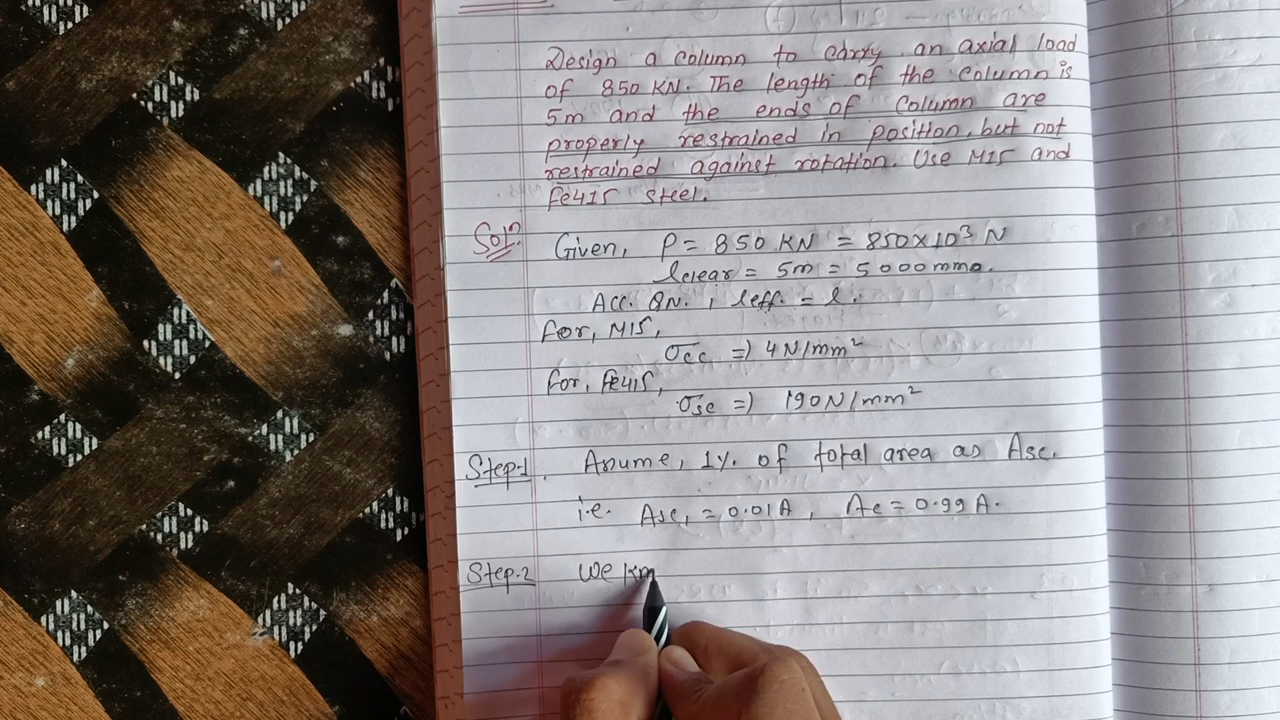 Design a column to carry an axial load
of 850 KN. The length of the column is
5m and the ends of column are
properly restrained in position, but not
restrained against rotation. Use M15 and
Fe415 steel.
Solⁿ. Given, P = 850 KN = 850×10³ N
lclear = 5m = 5000mm.
Acc. QN., leff. = l.
For, M15,
σcc => 4N/mm²
For, Fe415,
σsc => 190N/mm²
Step-1. Assume, 1%. of total area as Asc.
i.e. Asc, = 0.01A, Ac = 0.99A.
Step-2 We kn